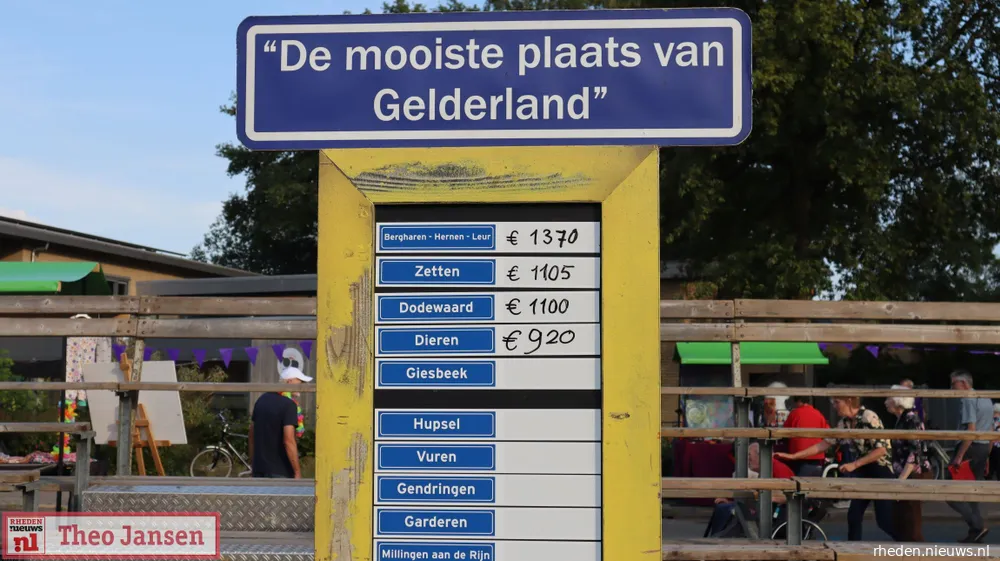 “De mooiste plaats van
Gelderland”
Bergharen - Hernen - Leur € 1370
Zetten € 1105
Dodewaard € 1100
Dieren € 920
Giesbeek
Hupsel
Vuren
Gendringen
Garderen
Millingen aan de Rijn
RHEDEN
nieuws
.nl
Theo Jansen
rheden.nieuws.nl